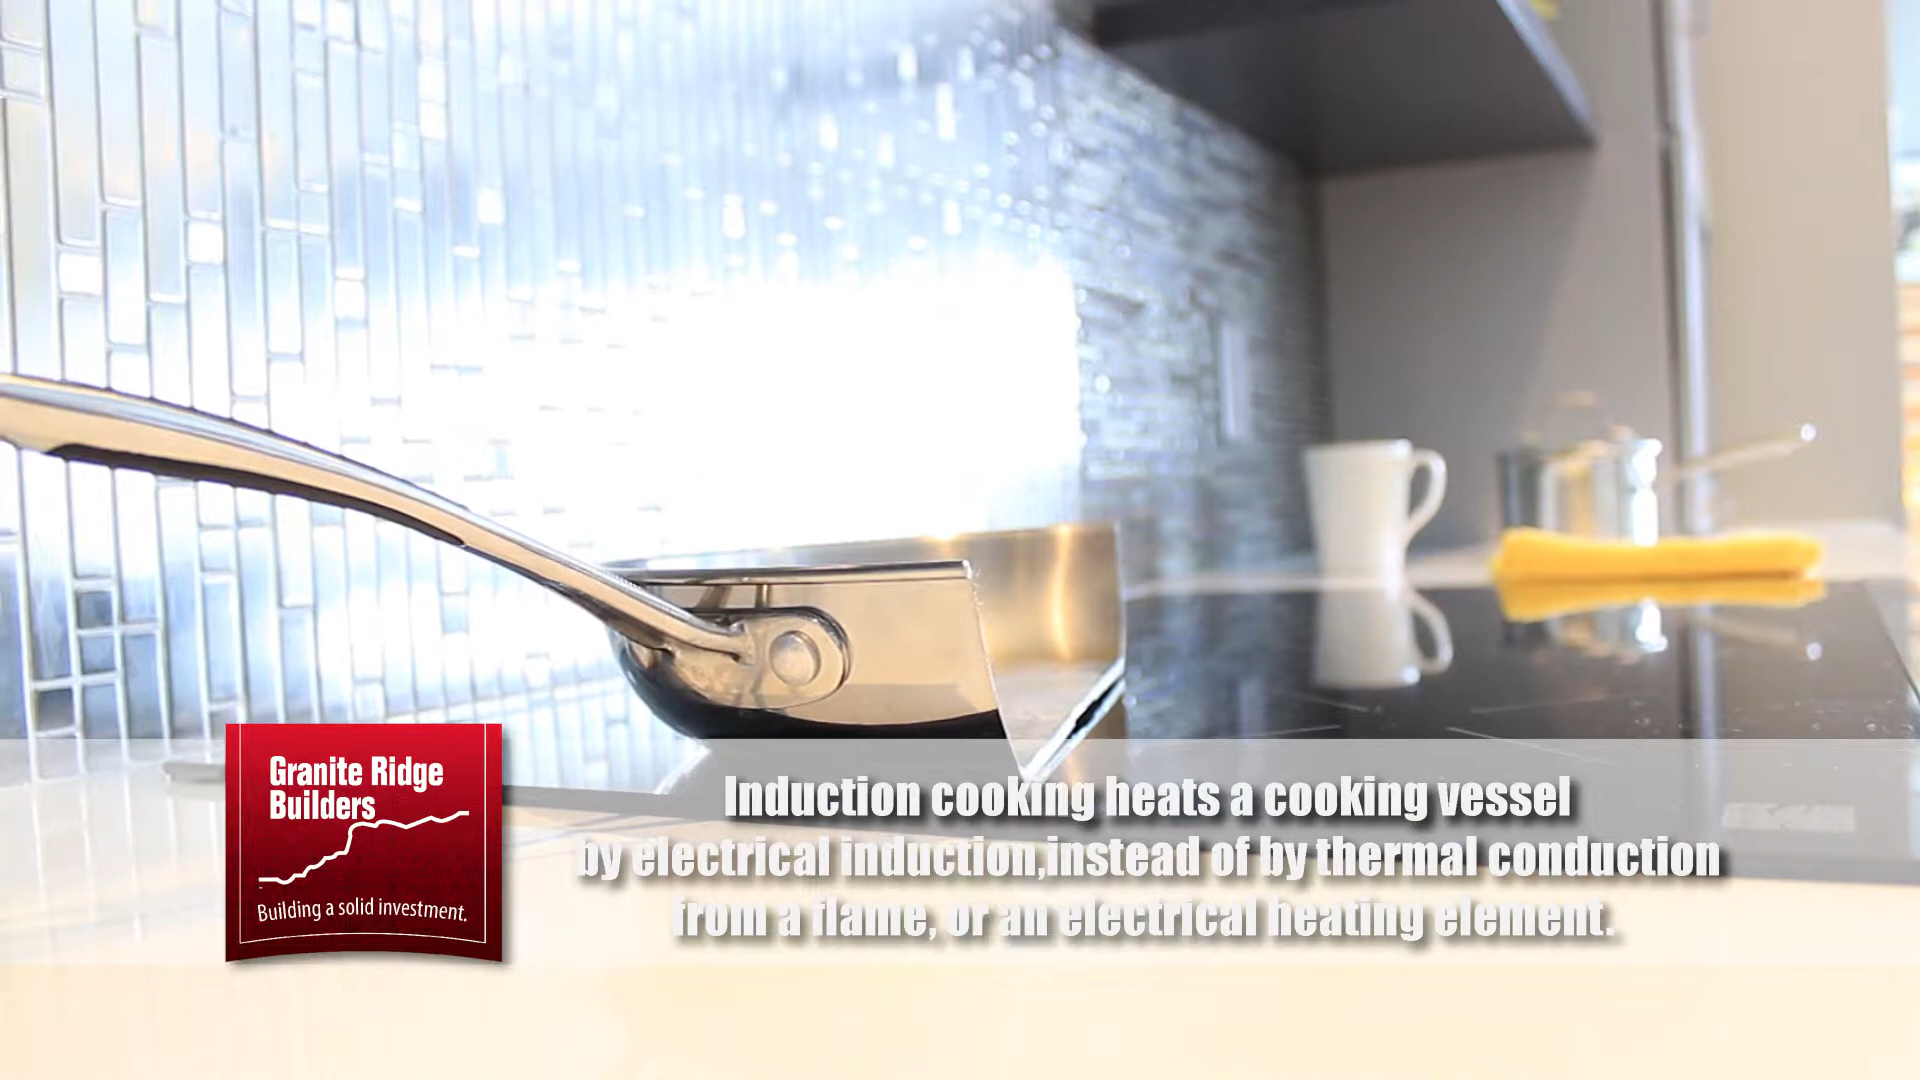 Granite Ridge
Builders
Building a solid investment.
Induction cooking heats a cooking vessel
by electrical induction,instead of by thermal conduction
from a flame, or an electrical heating element.